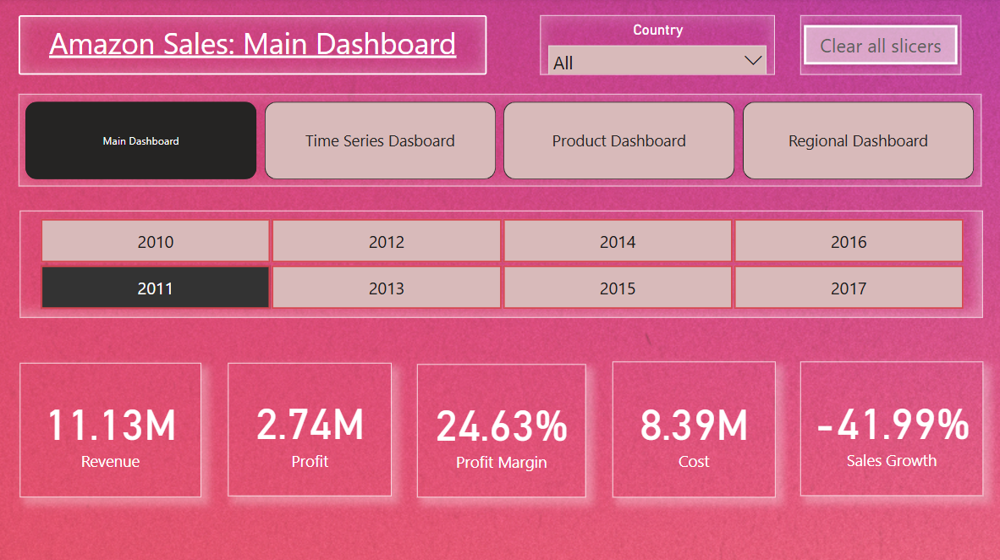 Amazon Sales: Main Dashboard
Country
All
Clear all slicers
Main Dashboard
Time Series Dasboard
Product Dashboard
Regional Dashboard
2010
2012
2014
2016
2011
2013
2015
2017
11.13M
Revenue
2.74M
Profit
24.63%
Profit Margin
8.39M
Cost
-41.99%
Sales Growth